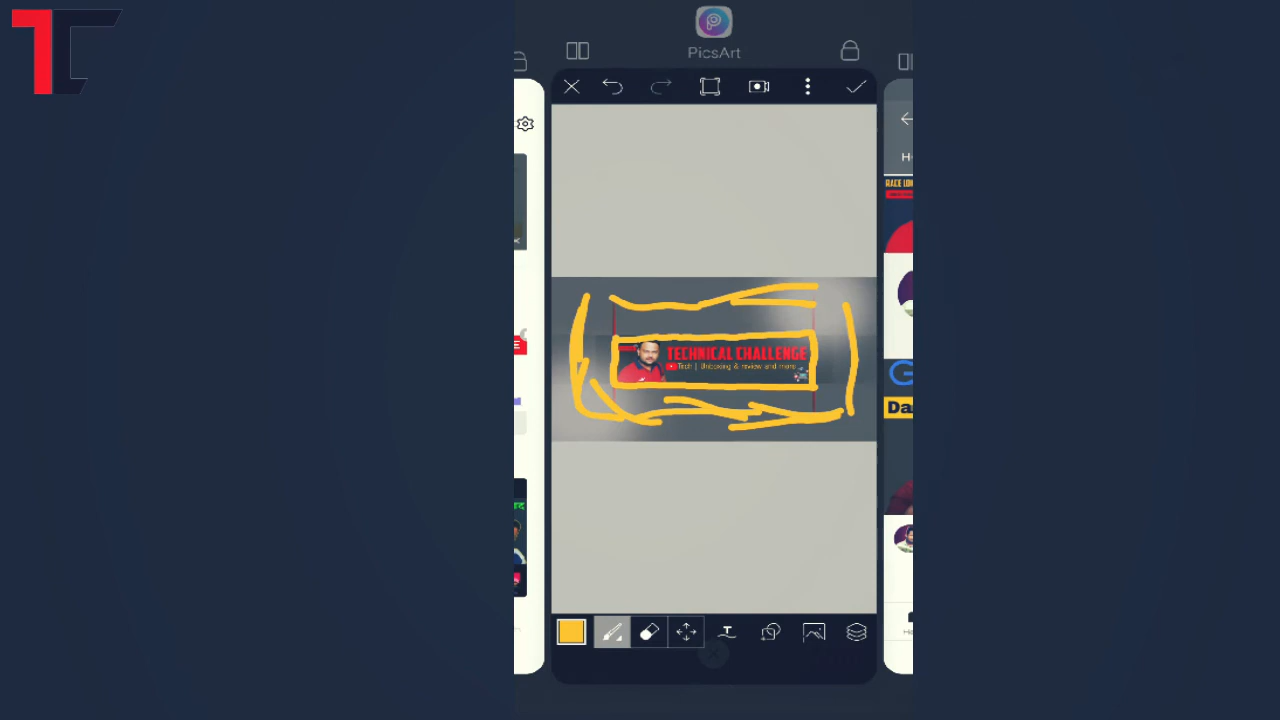 PicsArt
TECHNICAL CHALLENGE
Tech | Unboxing & review and more
Da